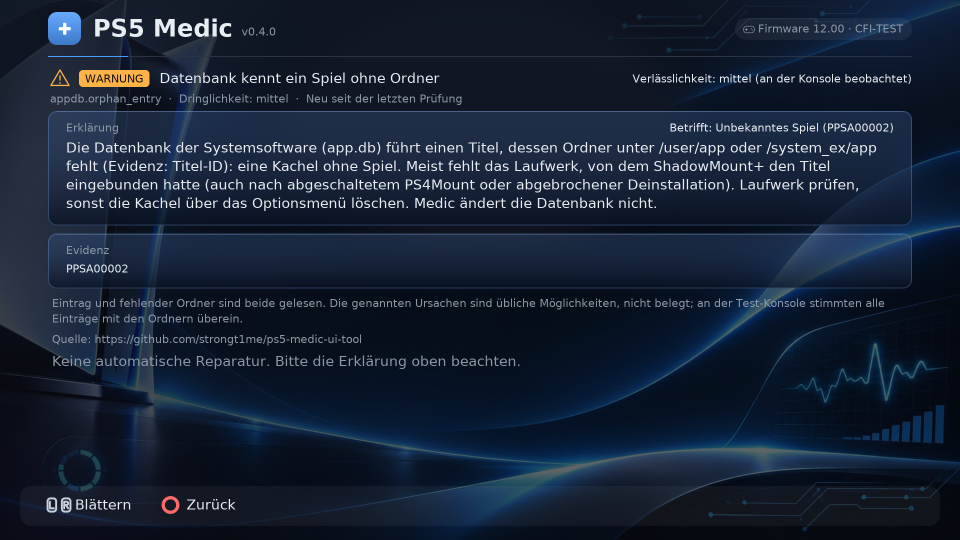 PS5 Medic v0.4.0
Firmware 12.00 · CFI-TEST
WARNUNG Datenbank kennt ein Spiel ohne Ordner
Verlässlichkeit: mittel (an der Konsole beobachtet)
appdb.orphan_entry · Dringlichkeit: mittel · Neu seit der letzten Prüfung
Erklärung
Betrifft: Unbekanntes Spiel (PPSA00002)
Die Datenbank der Systemsoftware (app.db) führt einen Titel, dessen Ordner unter /user/app oder /system_ex/app
fehlt (Evidenz: Titel-ID): eine Kachel ohne Spiel. Meist fehlt das Laufwerk, von dem ShadowMount+ den Titel
eingebunden hatte (auch nach abgeschaltetem PS4Mount oder abgebrochener Deinstallation). Laufwerk prüfen,
sonst die Kachel über das Optionsmenü löschen. Medic ändert die Datenbank nicht.
Evidenz
PPSA00002
Eintrag und fehlender Ordner sind beide gelesen. Die genannten Ursachen sind übliche Möglichkeiten, nicht belegt; an der Test-Konsole stimmten alle
Einträge mit den Ordnern überein.
Quelle: https://github.com/strongt1me/ps5-medic-ui-tool
Keine automatische Reparatur. Bitte die Erklärung oben beachten.
L R Blättern
Zurück